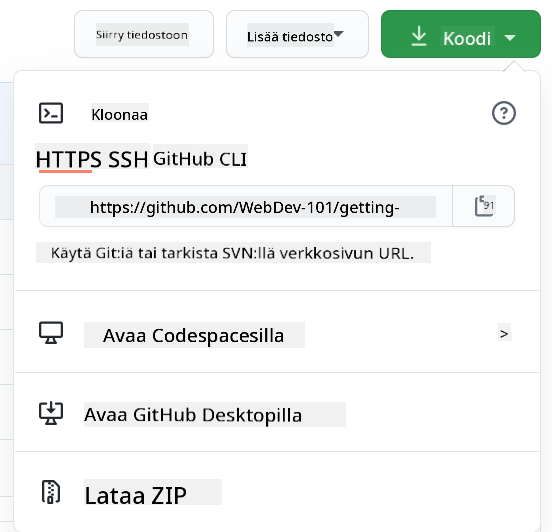 Siirry tiedostoon
Lisää tiedosto
Koodi
Kloonaa
HTTPS SSH GitHub CLI
https://github.com/WebDev-101/getting-
91
Käytä Git:iä tai tarkista SVN:llä verkkosivun URL.
Avaa Codespacesilla >
Avaa GitHub Desktopilla
Lataa ZIP